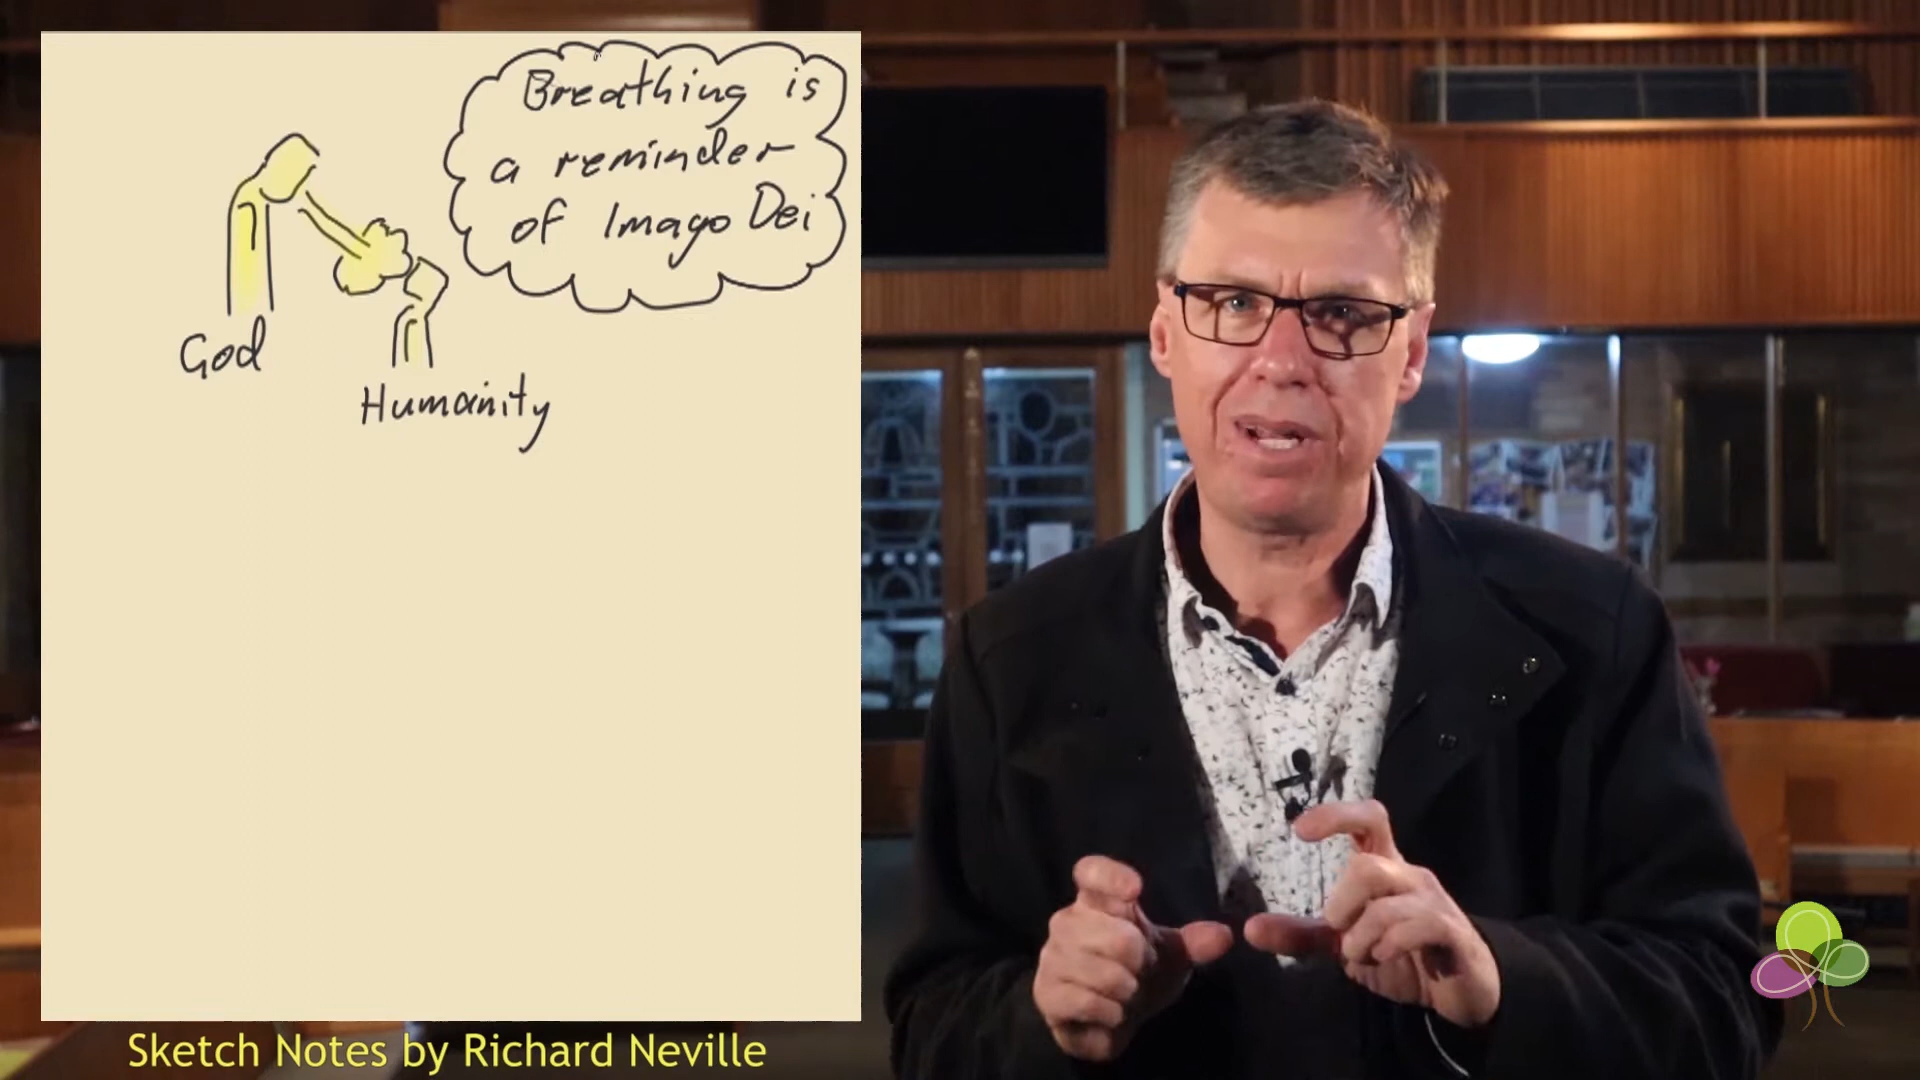 Breathing is
a reminder
of Imago Dei
God
Humanity
Sketch Notes by Richard Neville